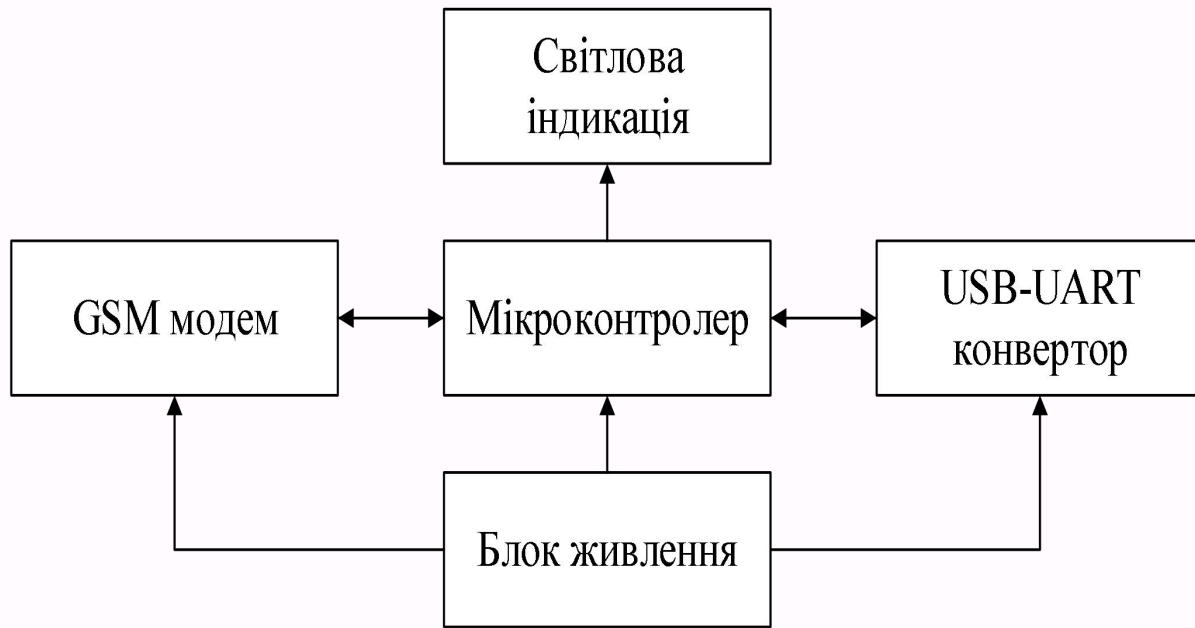 Світлова
індикація
GSM модем
Мікроконтролер
USB-UART
конвертор
Блок живлення